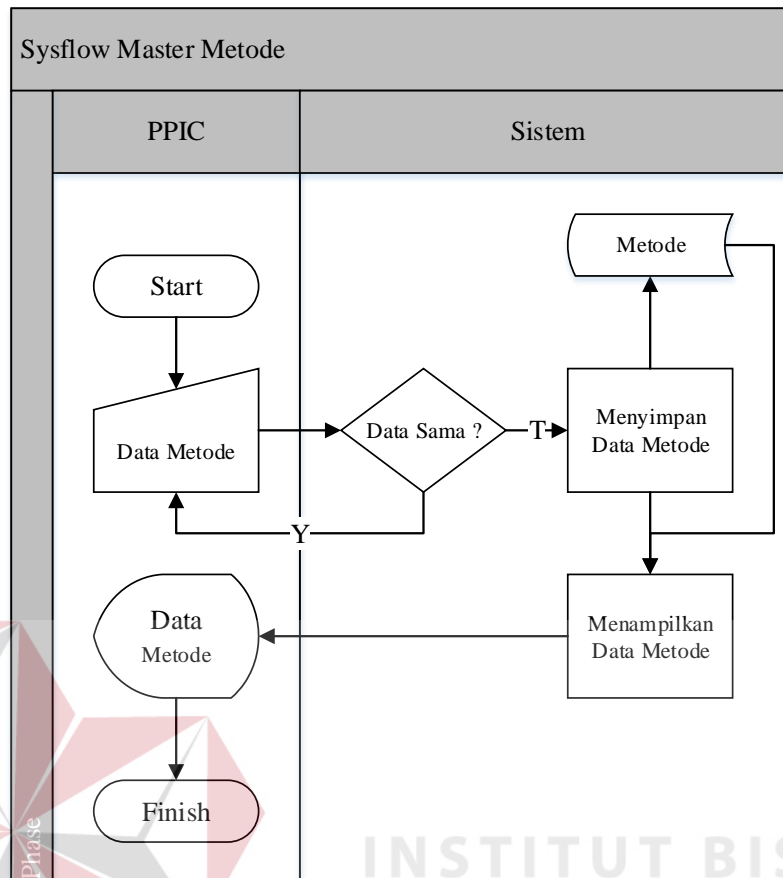 Sysflow Master Metode
PPIC
Sistem
Metode
Start
Data Metode
Data Sama ?
T
Menyimpan
Data Metode
Y
Data
Metode
Menampilkan
Data Metode
Finish
Phase
INSTITUT BIS